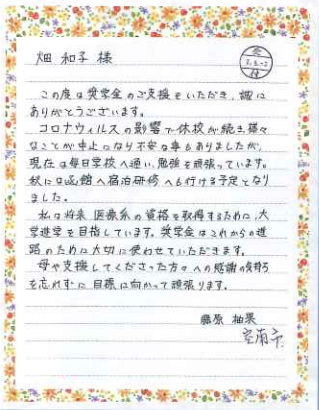 畑 和子 様
この度は奨学金のご支援をいただき、誠に
ありがとうございます。
コロナウィルスの影響で休校が続き様々
なことが中止になり不安な事もありましたが、
現在は毎日学校へ通い、勉強を頑張っています。
秋には函館へ宿泊研修へも行ける予定となり
ました。
私は将来 医療系の資格を取得するために、大
学進学を目指しています。奨学金はこれからの進
路のために大切に使わせていただきます。
母や支援してくださった方々への感謝の気持ち
を忘れずに 目標に向かって頑張ります。
藤原 柚果
室蘭市